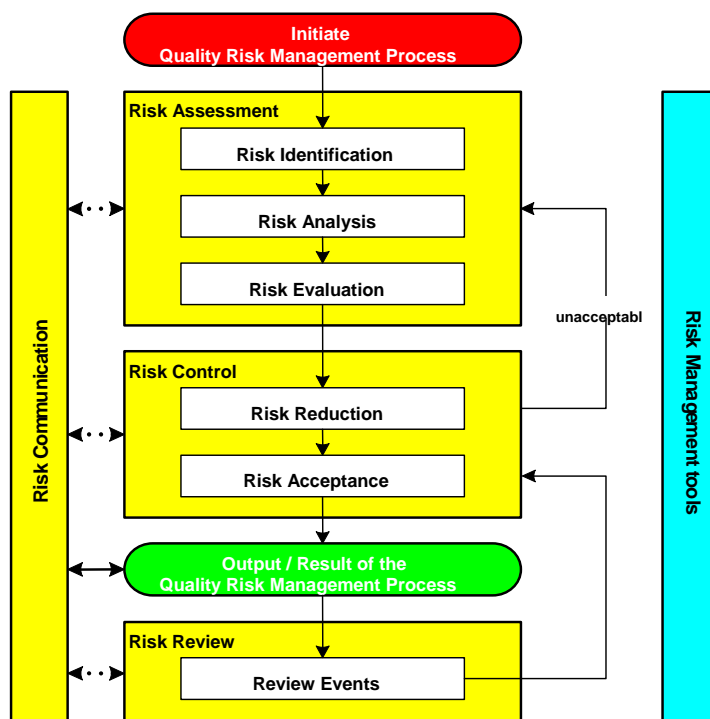 Initiate
Quality Risk Management Process
Risk Assessment
Risk Identification
Risk Analysis
Risk Evaluation
unacceptabl
Risk Control
Risk Reduction
Risk Acceptance
Output / Result of the
Quality Risk Management Process
Risk Review
Review Events
Risk Communication
Risk Management tools